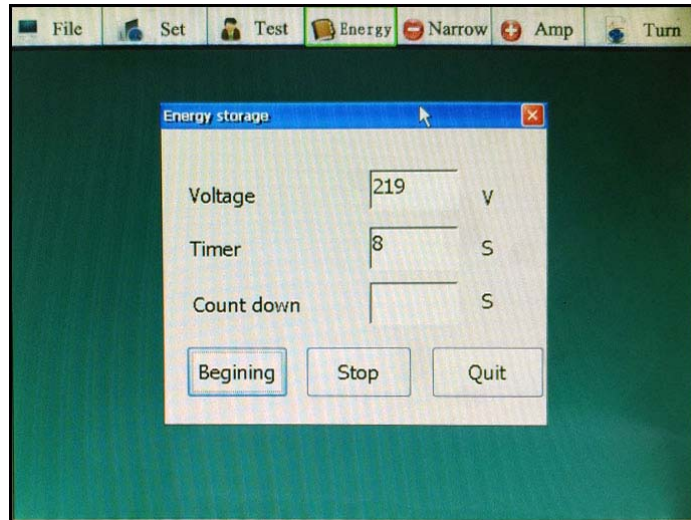 File Set Test Energy Narrow Amp Turn
Energy storage
Voltage 219 V
Timer 8 S
Count down S
Begining Stop Quit